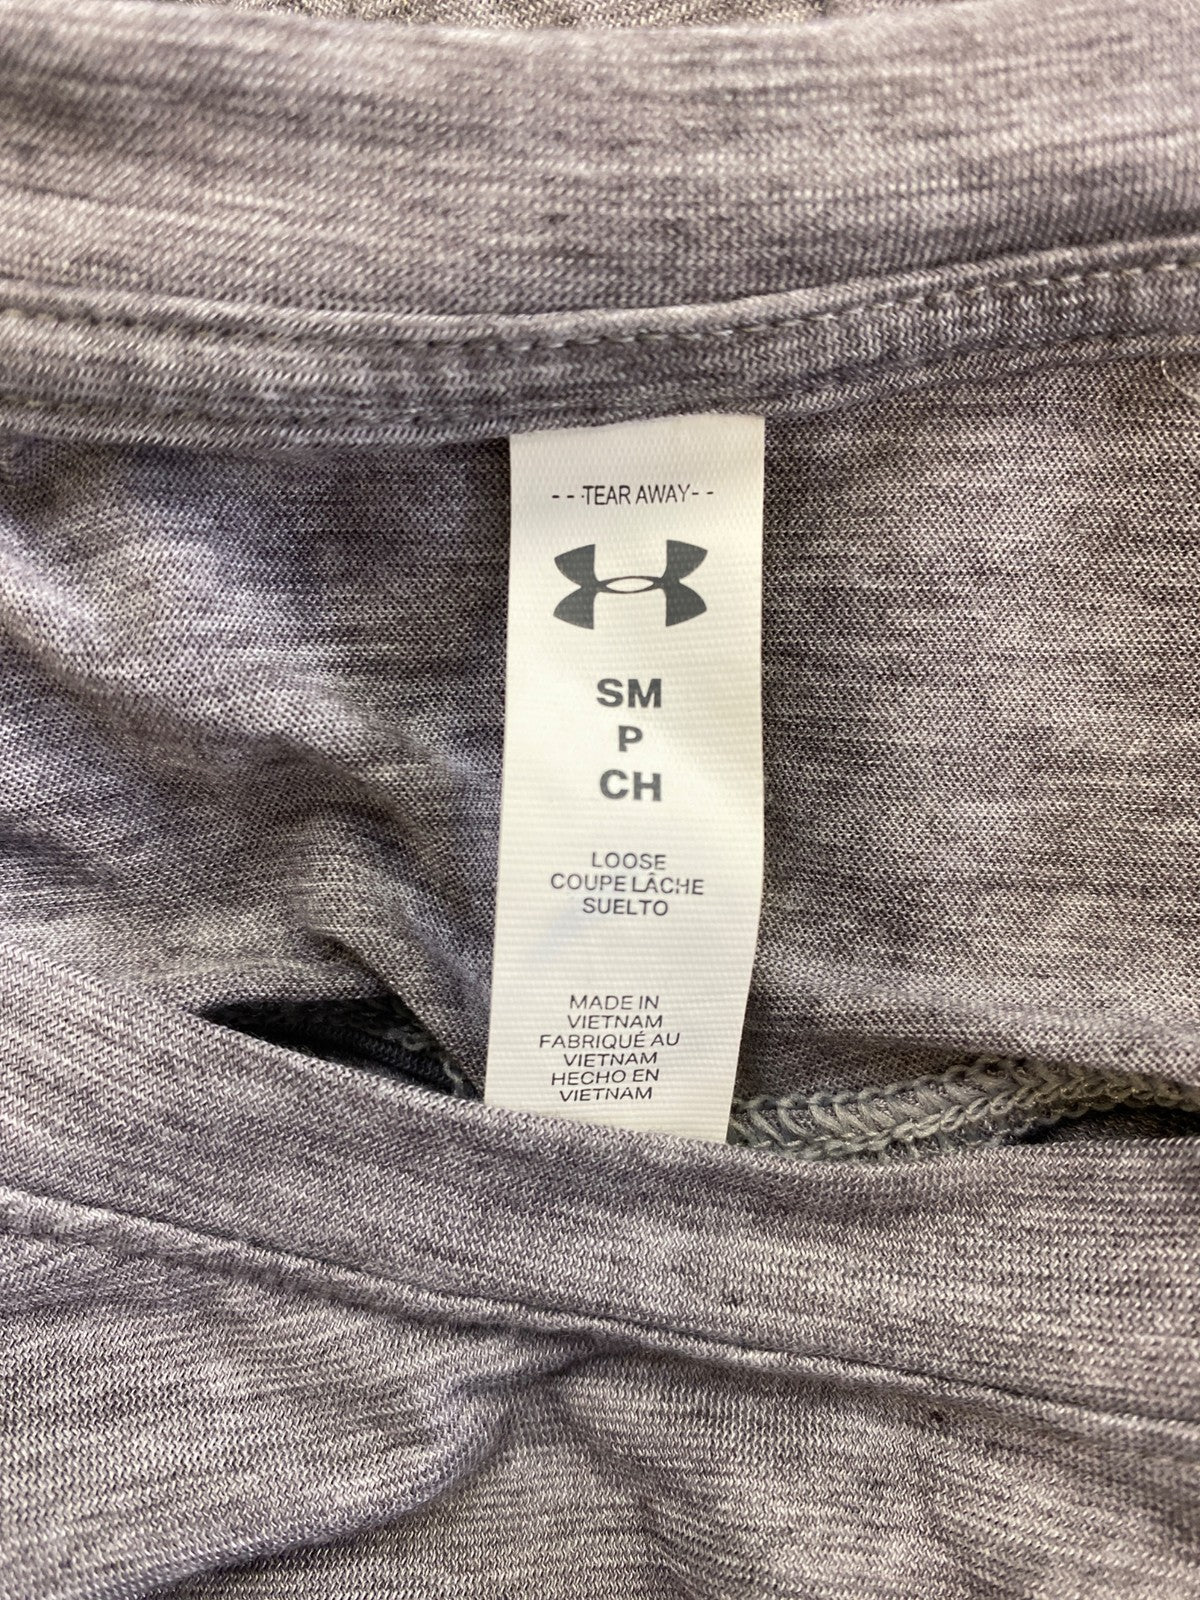 - - -TEAR AWAY- -
SM
P
CH
LOOSE
COUPE LÂCHE
SUELTO
MADE IN
VIETNAM
FABRIQUÉ AU
VIETNAM
HECHO EN
VIETNAM